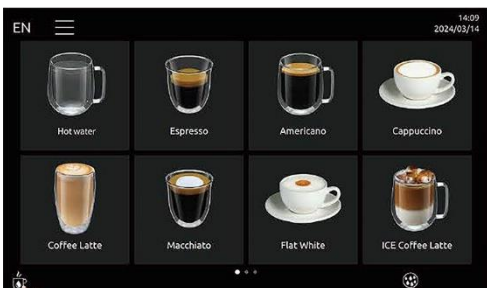 EN
14:09
2024/03/14
Hot water
Espresso
Americano
Cappuccino
Coffee Latte
Macchiato
Flat White
ICE Coffee Latte